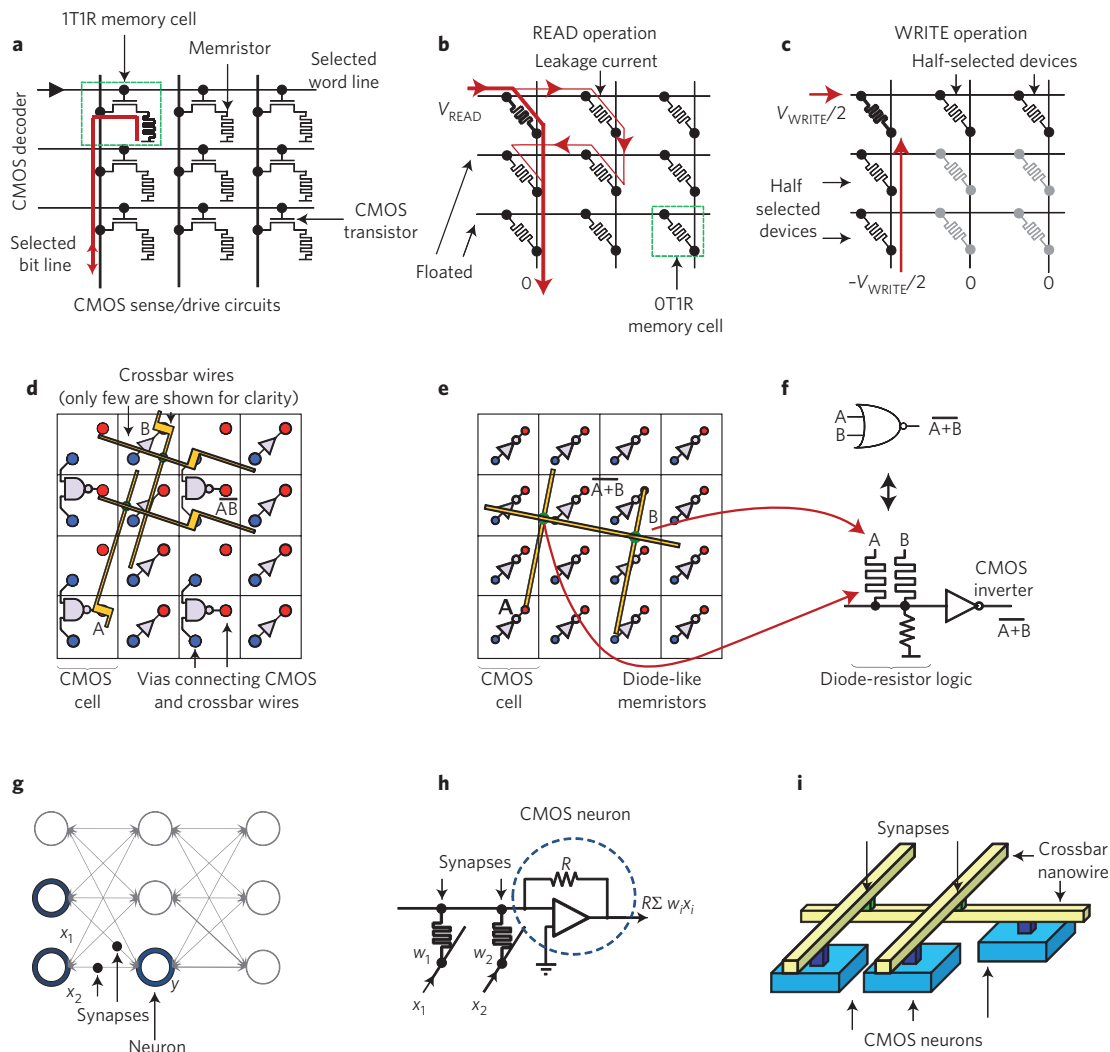 a
1T1R memory cell
Memristor
Selected
word line
CMOS decoder
CMOS
transistor
Selected
bit line
CMOS sense/drive circuits
b
READ operation
Leakage current
V_READ
Floated
0
0T1R
memory cell
c
WRITE operation
Half-selected devices
V_WRITE/2
Half
selected
devices
–V_WRITE/2
0
0
d
Crossbar wires
(only few are shown for clarity)
B
A̅B̅
A
CMOS
cell
Vias connecting CMOS
and crossbar wires
e
A̅+̅B̅
B
A
CMOS
cell
Diode-like
memristors
f
A
B
A̅+̅B̅
A B
CMOS
inverter
A̅+̅B̅
Diode-resistor logic
g
x₁
x₂
y
Synapses
Neuron
h
CMOS neuron
Synapses
R
RΣ wᵢxᵢ
w₁
w₂
x₁
x₂
i
Synapses
Crossbar
nanowire
CMOS neurons